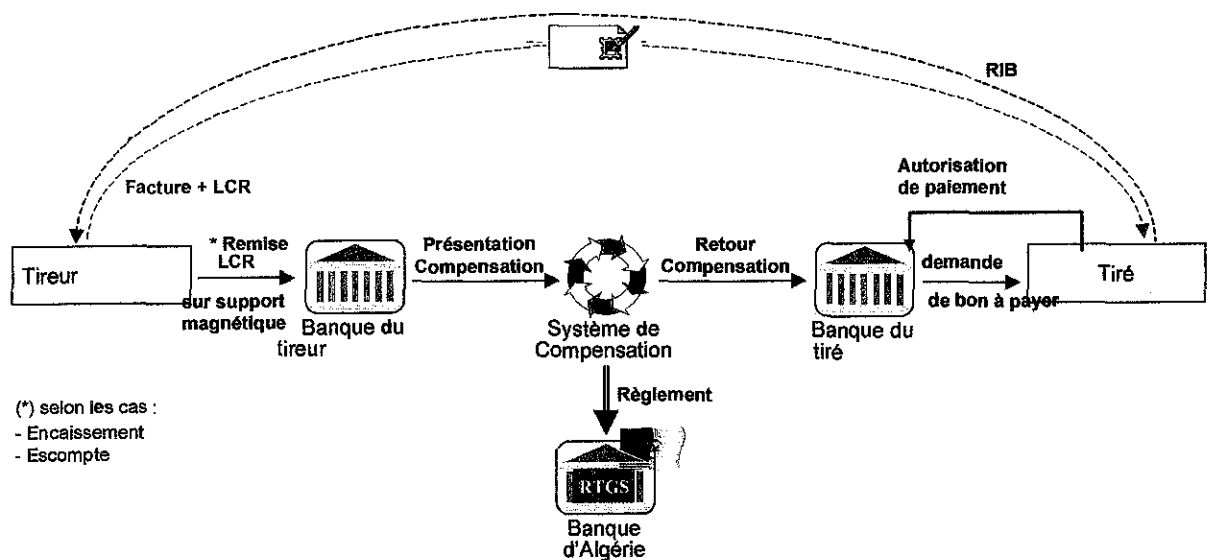 RIB
Facture + LCR
Autorisation
de paiement
Tireur
* Remise
LCR
sur support
magnétique
Banque du
tireur
Présentation
Compensation
Système de
Compensation
Retour
Compensation
Banque du
tiré
demande
de bon à payer
Tiré
Règlement
RTGS
Banque
d'Algérie
(*) selon les cas :
- Encaissement
- Escompte